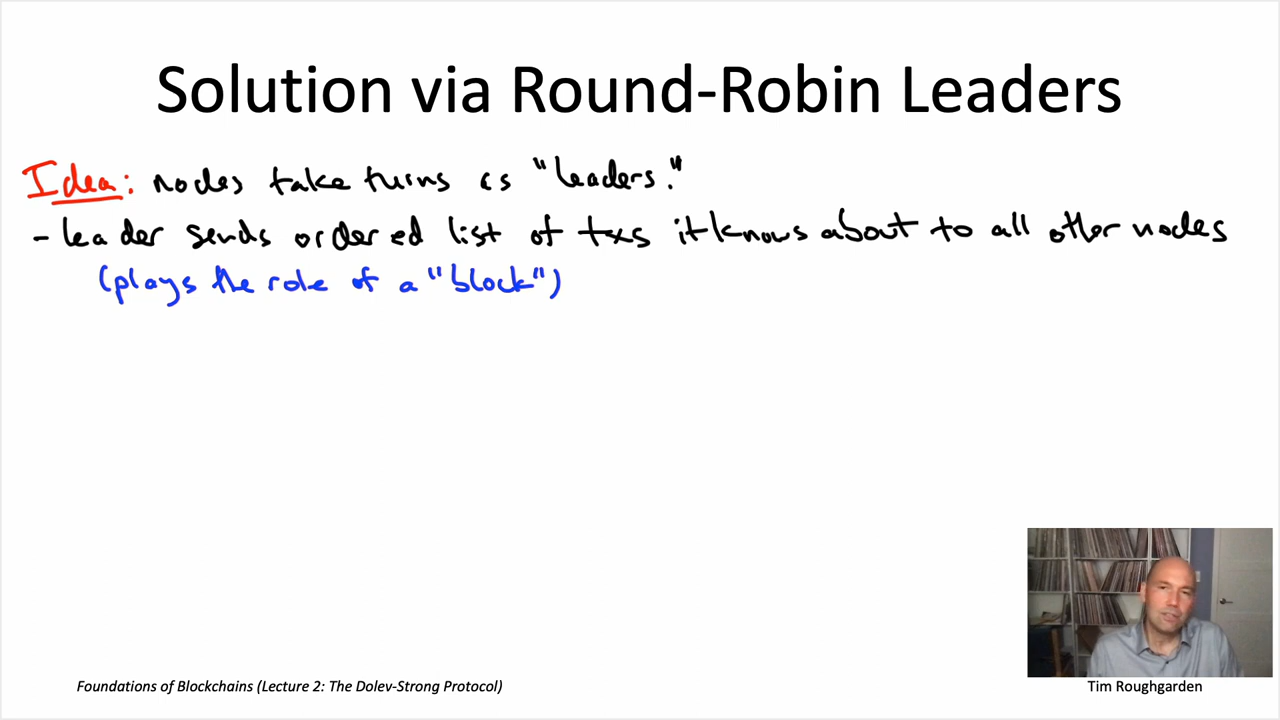 Solution via Round-Robin Leaders
Idea: nodes take turns as "leaders."
- leader sends ordered list of txs it knows about to all other nodes
(plays the role of a "block")
Foundations of Blockchains (Lecture 2: The Dolev-Strong Protocol)
Tim Roughgarden